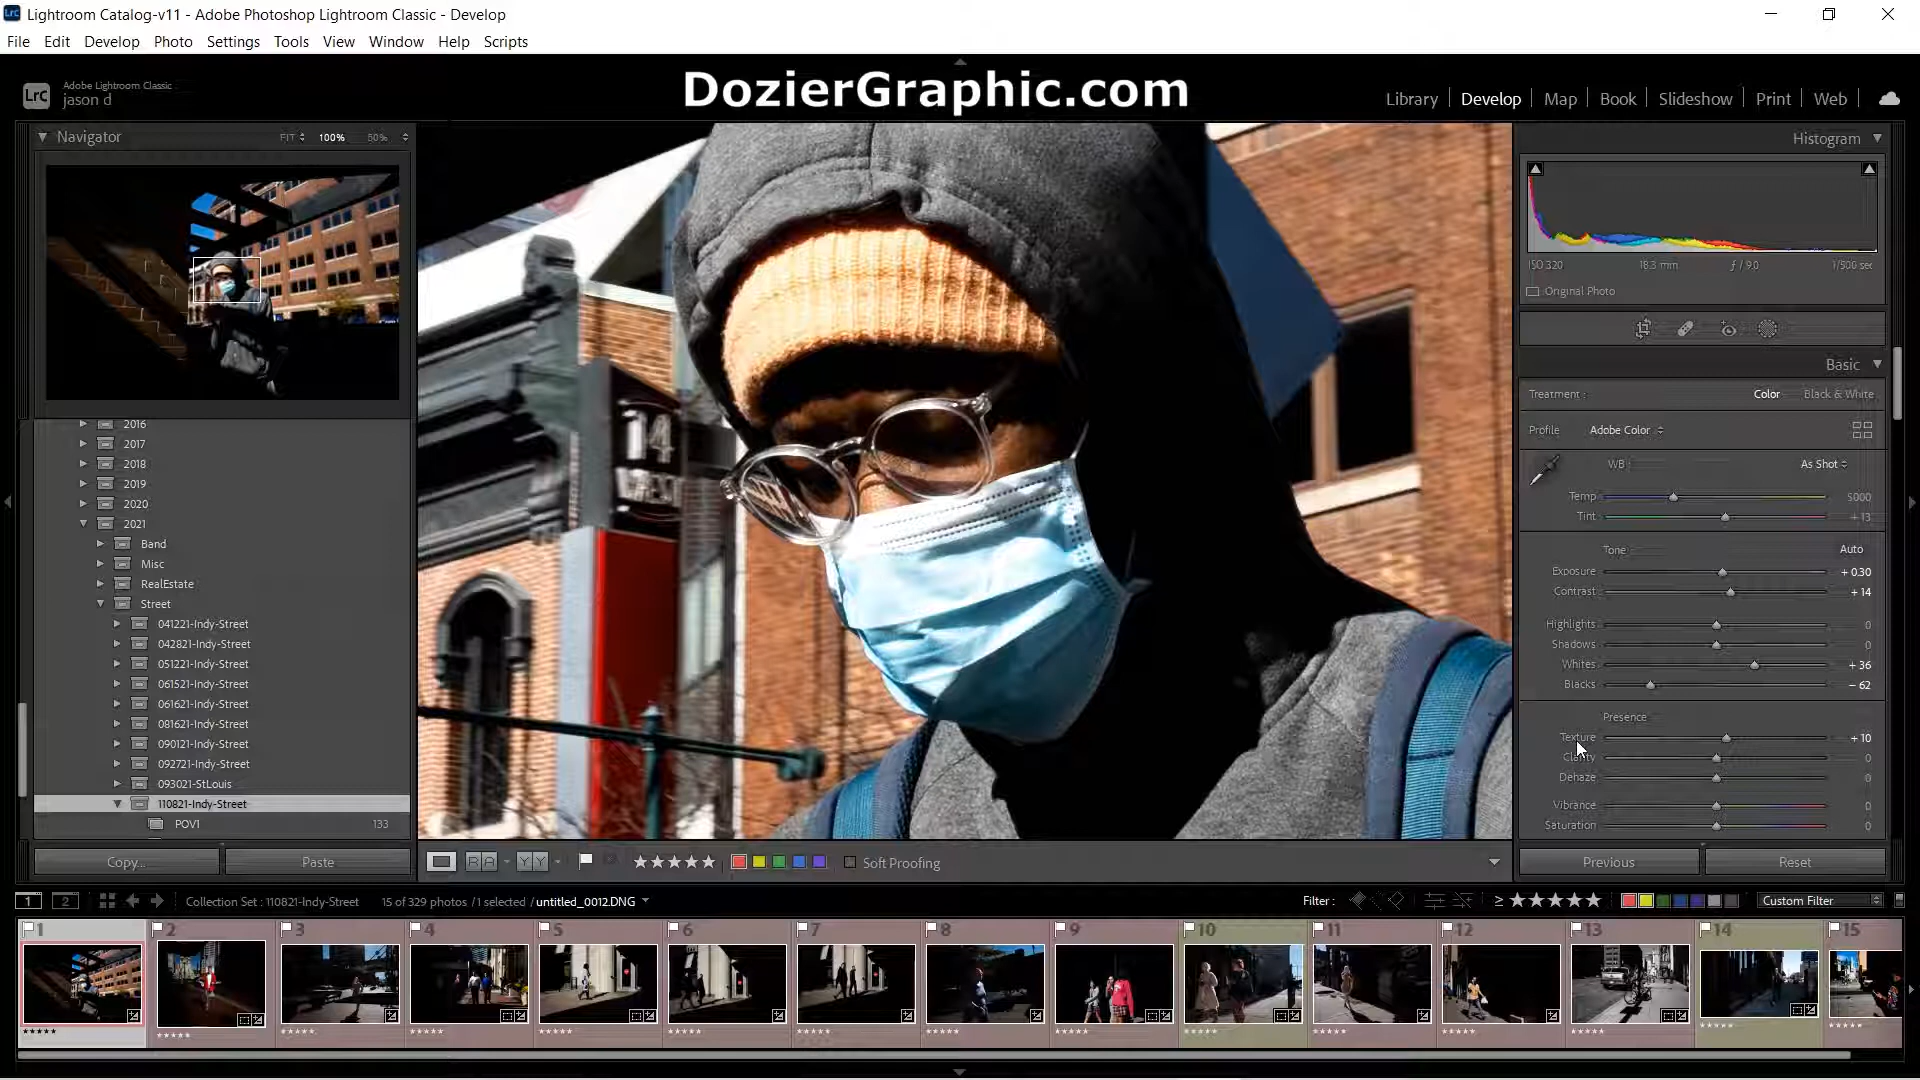 Lightroom Catalog-v11 - Adobe Photoshop Lightroom Classic - Develop
File Edit Develop Photo Settings Tools View Window Help Scripts
DozierGraphic.com
LrC
Adobe Lightroom Classic
jason d
Library Develop Map Book Slideshow Print Web
Navigator
FIT 100% 50%
14
WEST
2016
2017
2018
2019
2020
2021
Band
Misc
RealEstate
Street
041221-Indy-Street
042821-Indy-Street
051221-Indy-Street
061521-Indy-Street
061621-Indy-Street
081621-Indy-Street
090121-Indy-Street
092721-Indy-Street
093021-StLouis
110821-Indy-Street
POV1 133
Copy... Paste
Histogram
ISO 320 18.3 mm ƒ / 9.0 1/500 sec
Original Photo
Basic
Treatment : Color Black & White
Profile Adobe Color
WB : As Shot
Temp 5000
Tint + 13
Tone Auto
Exposure + 0.30
Contrast + 14
Highlights 0
Shadows 0
Whites + 36
Blacks - 62
Presence
Texture + 10
Clarity 0
Dehaze 0
Vibrance 0
Saturation 0
Previous Reset
R A Y Y Soft Proofing
1 2 Collection Set : 110821-Indy-Street 15 of 329 photos / 1 selected / untitled_0012.DNG Filter : ≥ Custom Filter
1 2 3 4 5 6 7 8 9 10 11 12 13 14 15